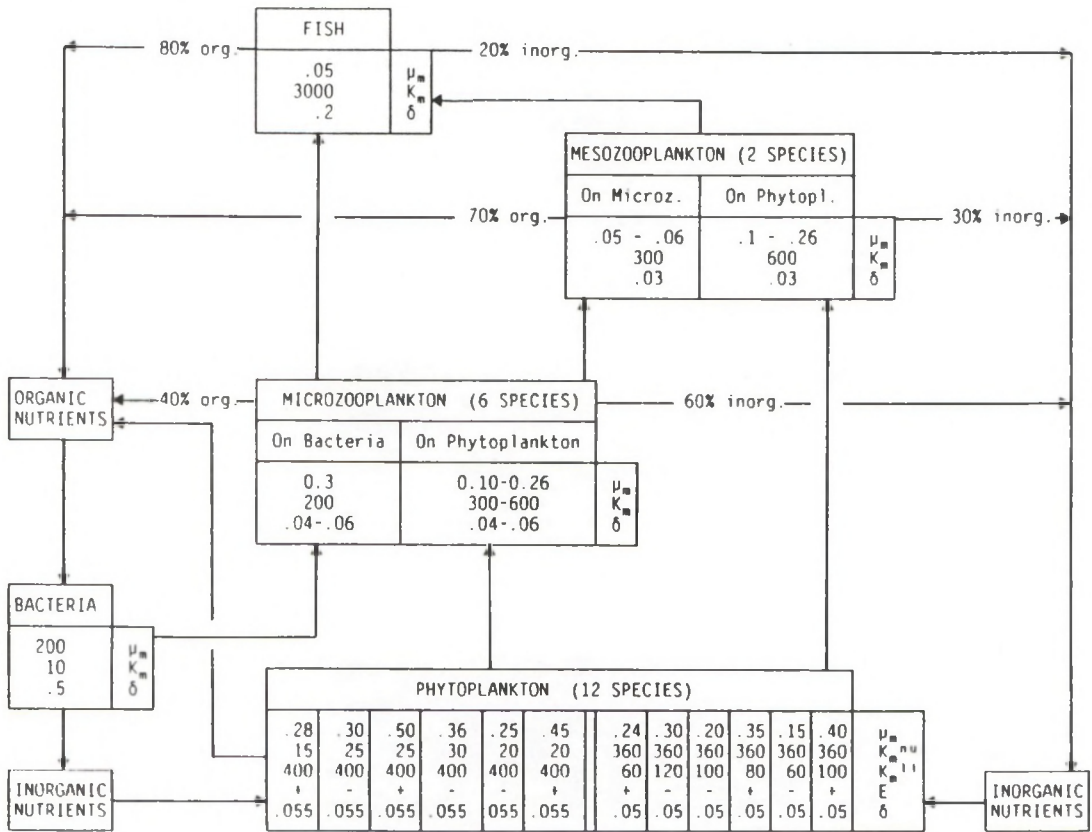 FISH
80% org.
20% inorg.
.05 μm
3000 Km
.2 δ
MESOZOOPLANKTON (2 SPECIES)
On Microz. On Phytopl.
70% org.
30% inorg.
.05 - .06 .1 - .26 μm
300 600 Km
.03 .03 δ
ORGANIC
NUTRIENTS
40% org.
MICROZOOPLANKTON (6 SPECIES)
60% inorg.
On Bacteria On Phytoplankton
0.3 0.10-0.26 μm
200 300-600 Km
.04-.06 .04-.06 δ
BACTERIA
200 μm
10 Km
.5 δ
PHYTOPLANKTON (12 SPECIES)
.28 .30 .50 .36 .25 .45 .24 .30 .20 .35 .15 .40 μm
15 25 25 30 20 20 360 360 360 360 360 360 Km nu
400 400 400 400 400 400 60 120 100 80 60 100 Km li
+ - + - - + + - - + - + E
.055 .055 .055 .055 .055 .055 .05 .05 .05 .05 .05 .05 δ
INORGANIC
NUTRIENTS
INORGANIC
NUTRIENTS